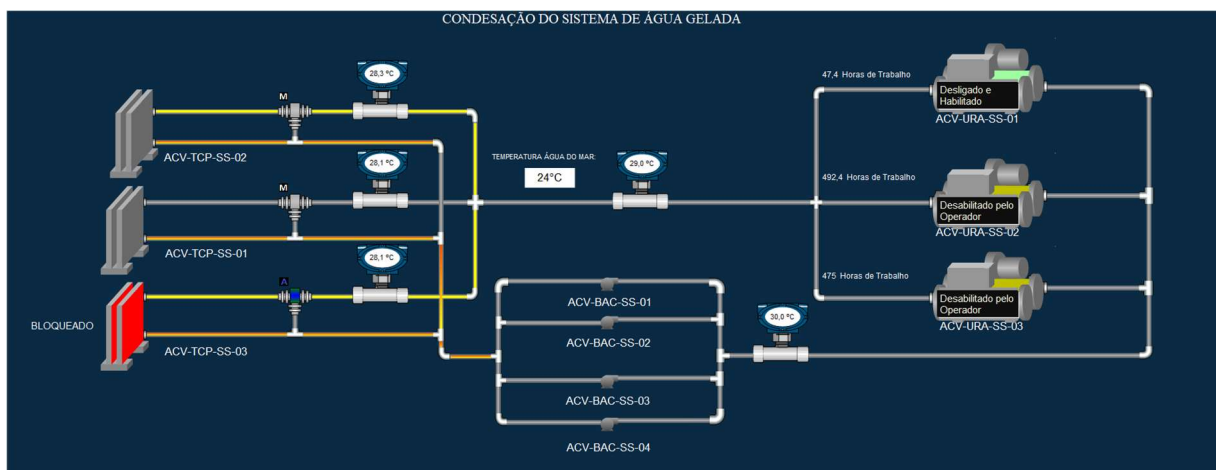 CONDESAÇÃO DO SISTEMA DE ÁGUA GELADA
28,3 ºC
M
ACV-TCP-SS-02
28,1 ºC
M
ACV-TCP-SS-01
28,1 ºC
A
BLOQUEADO
ACV-TCP-SS-03
TEMPERATURA ÁGUA DO MAR:
24°C
29,0 ºC
ACV-BAC-SS-01
ACV-BAC-SS-02
ACV-BAC-SS-03
ACV-BAC-SS-04
30,0 ºC
47,4 Horas de Trabalho
Desligado e
Habilitado
ACV-URA-SS-01
492,4 Horas de Trabalho
Desabilitado pelo
Operador
ACV-URA-SS-02
475 Horas de Trabalho
Desabilitado pelo
Operador
ACV-URA-SS-03